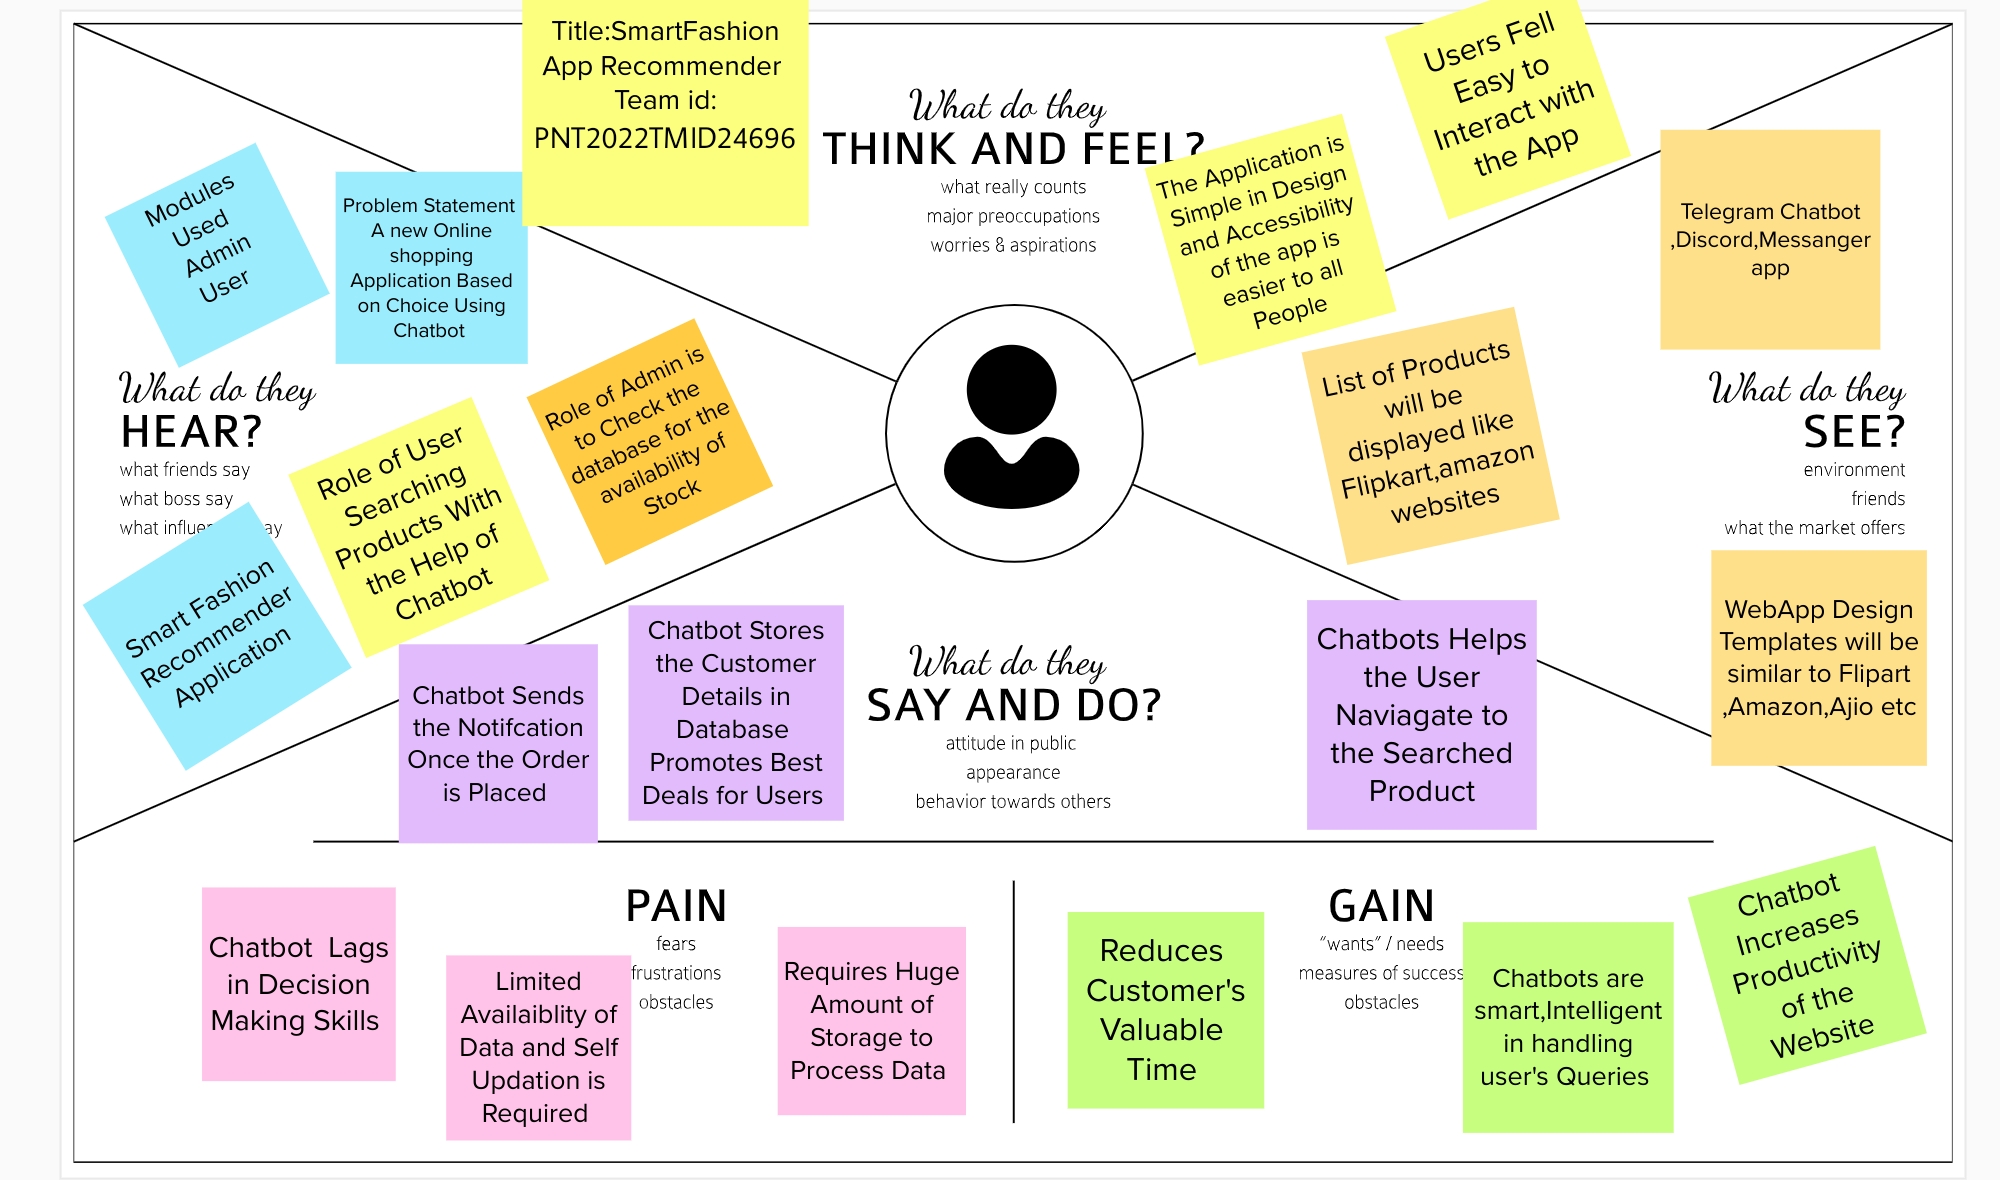 Title:SmartFashion
App Recommender
Team id:
PNT2022TMID24696
What do they
THINK AND FEEL?
what really counts
major preoccupations
worries & aspirations
The Application is
Simple in Design
and Accessibility
of the app is
easier to all
People
Users Fell
Easy to
Interact with
the App
Modules
Used
Admin
User
Problem Statement
A new Online
shopping
Application Based
on Choice Using
Chatbot
What do they
HEAR?
what friends say
what boss say
what
Role of User
Searching
Products With
the Help of
Chatbot
Role of Admin is
to Check the
database for the
availability of
Stock
Smart Fashion
Recommender
Application
Telegram Chatbot
,Discord,Messanger
app
List of Products
will be
displayed like
Flipkart,amazon
websites
What do they
SEE?
environment
friends
what the market offers
WebApp Design
Templates will be
similar to Flipart
,Amazon,Ajio etc
Chatbot Sends
the Notifcation
Once the Order
is Placed
Chatbot Stores
the Customer
Details in
Database
Promotes Best
Deals for Users
What do they
SAY AND DO?
attitude in public
appearance
behavior towards others
Chatbots Helps
the User
Naviagate to
the Searched
Product
PAIN
fears
frustrations
obstacles
Chatbot Lags
in Decision
Making Skills
Limited
Availaiblity of
Data and Self
Updation is
Required
Requires Huge
Amount of
Storage to
Process Data
GAIN
"wants" / needs
measures of success
obstacles
Reduces
Customer's
Valuable
Time
Chatbots are
smart,Intelligent
in handling
user's Queries
Chatbot
Increases
Productivity
of the
Website